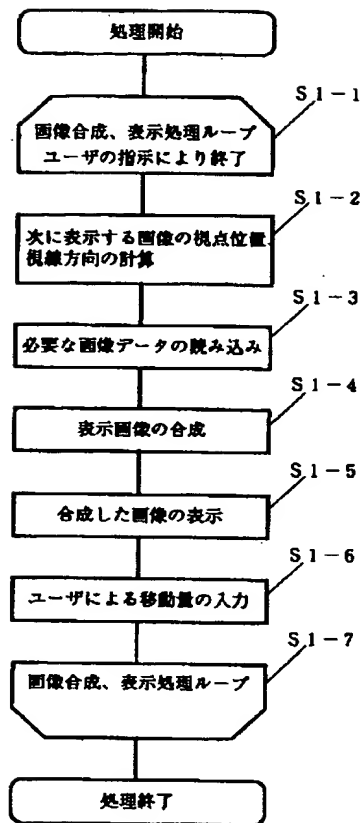 処理開始
S1-1
画像合成、表示処理ループ
ユーザの指示により終了
S1-2
次に表示する画像の視点位置、
視線方向の計算
S1-3
必要な画像データの読み込み
S1-4
表示画像の合成
S1-5
合成した画像の表示
S1-6
ユーザによる移動量の入力
S1-7
画像合成、表示処理ループ
処理終了